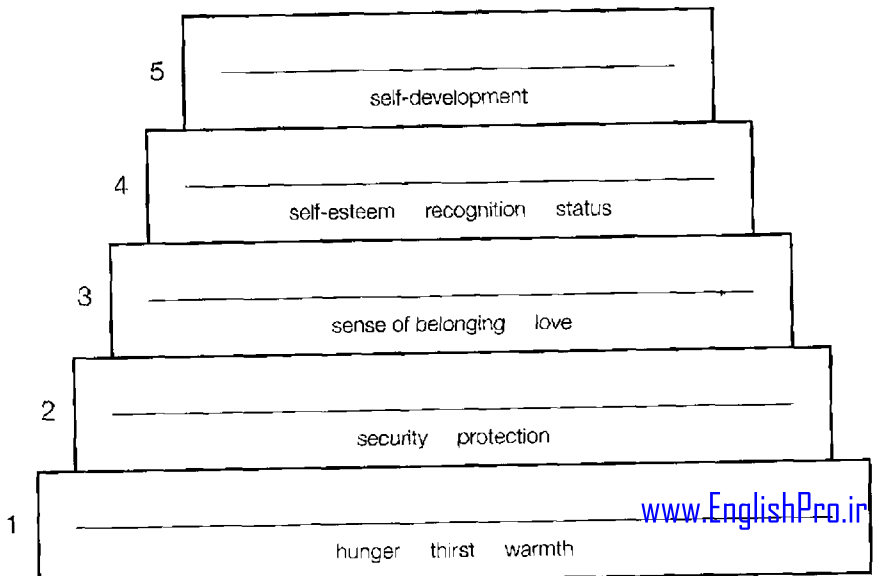 5
self-development
4
self-esteem recognition status
3
sense of belonging love
2
security protection
www.EnglishPro.ir
1
hunger thirst warmth